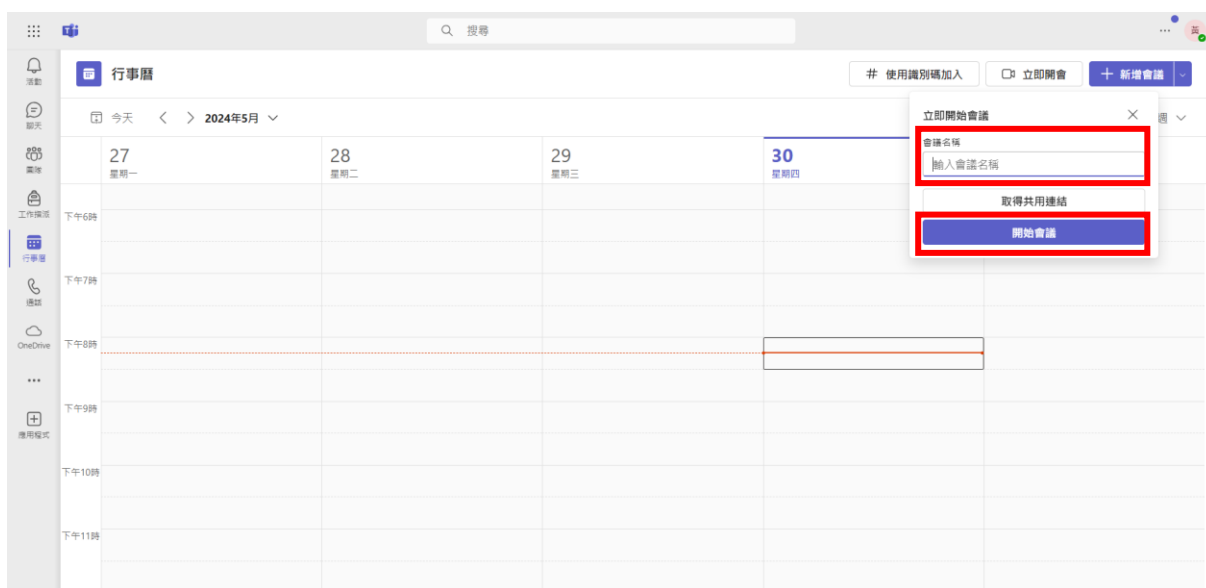 搜尋
...
黃
活動
行事曆
# 使用識別碼加入
立即開會
+ 新增會議
聊天
今天
2024年5月
週
立即開始會議
會議名稱
輸入會議名稱
取得共用連結
開始會議
團隊
27
星期一
28
星期二
29
星期三
30
星期四
工作指派
行事曆
通話
OneDrive
...
應用程式
下午6時
下午7時
下午8時
下午9時
下午10時
下午11時